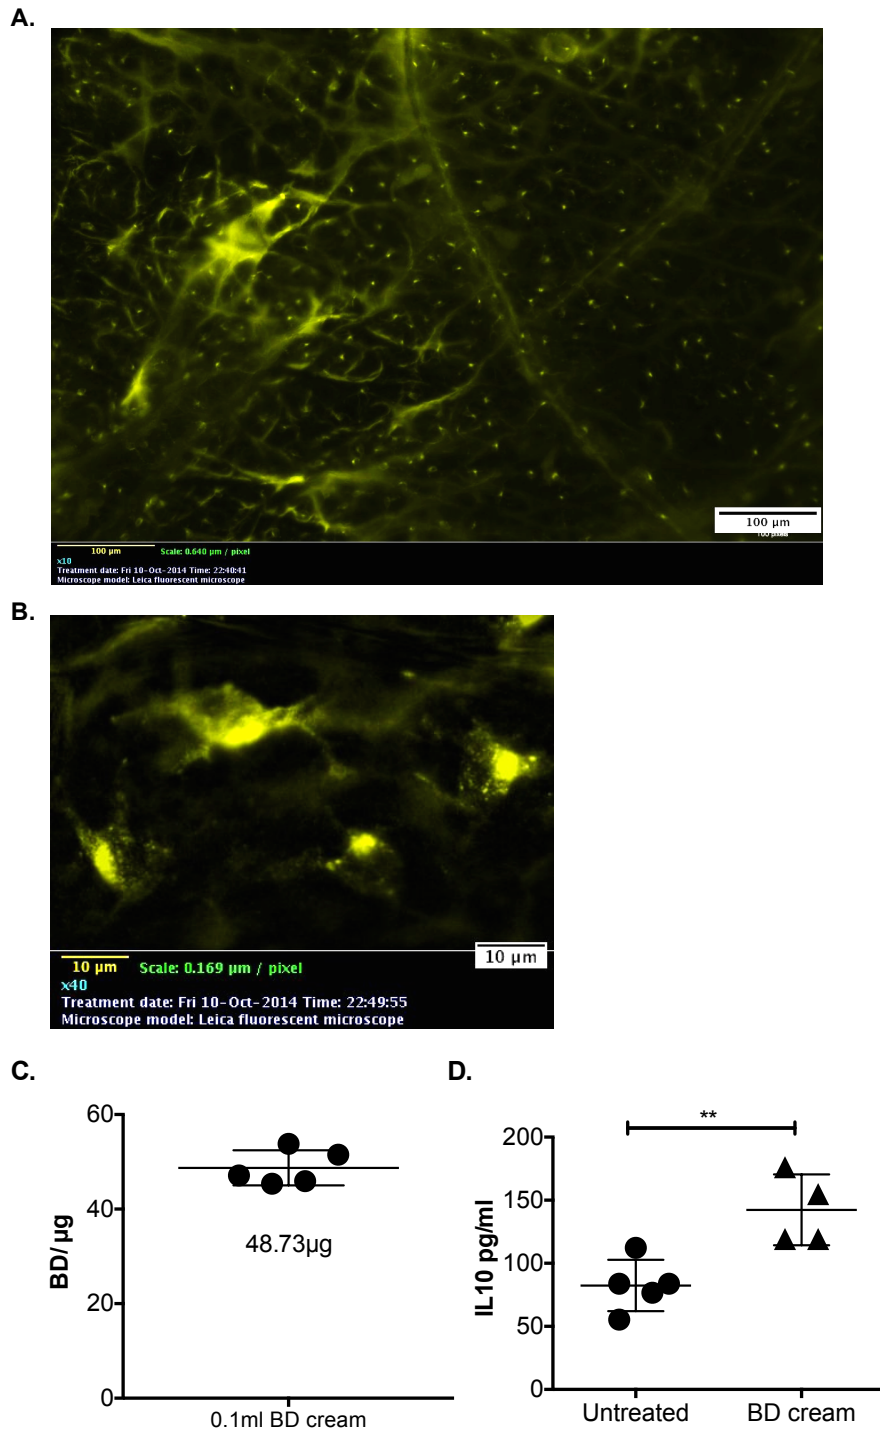 A.
100 µm
100 pixels
100 µm Scale: 0.640 µm / pixel
x10
Treatment date: Fri 10-Oct-2014 Time: 22:40:41
Microscope model: Leica fluorescent microscope
B.
10 µm
10 µm Scale: 0.169 µm / pixel
x40
Treatment date: Fri 10-Oct-2014 Time: 22:49:55
Microscope model: Leica fluorescent microscope
C.
BD/ µg
60
40
20
0
48.73µg
0.1ml BD cream
D.
**
IL10 pg/ml
200
150
100
50
0
Untreated BD cream